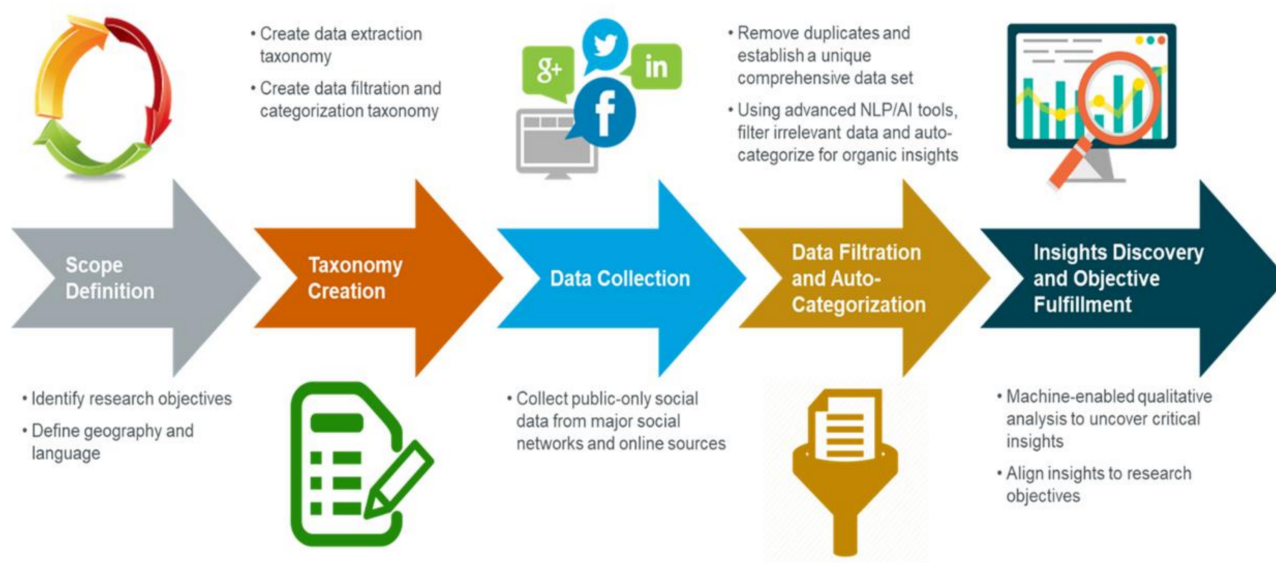 • Create data extraction
taxonomy
• Create data filtration and
categorization taxonomy
g+
in
f
• Remove duplicates and
establish a unique
comprehensive data set
• Using advanced NLP/AI tools,
filter irrelevant data and auto-
categorize for organic insights
Scope
Definition
Taxonomy
Creation
Data Collection
Data Filtration
and Auto-
Categorization
Insights Discovery
and Objective
Fulfillment
• Identify research objectives
• Define geography and
language
• Collect public-only social
data from major social
networks and online sources
• Machine-enabled qualitative
analysis to uncover critical
insights
• Align insights to research
objectives